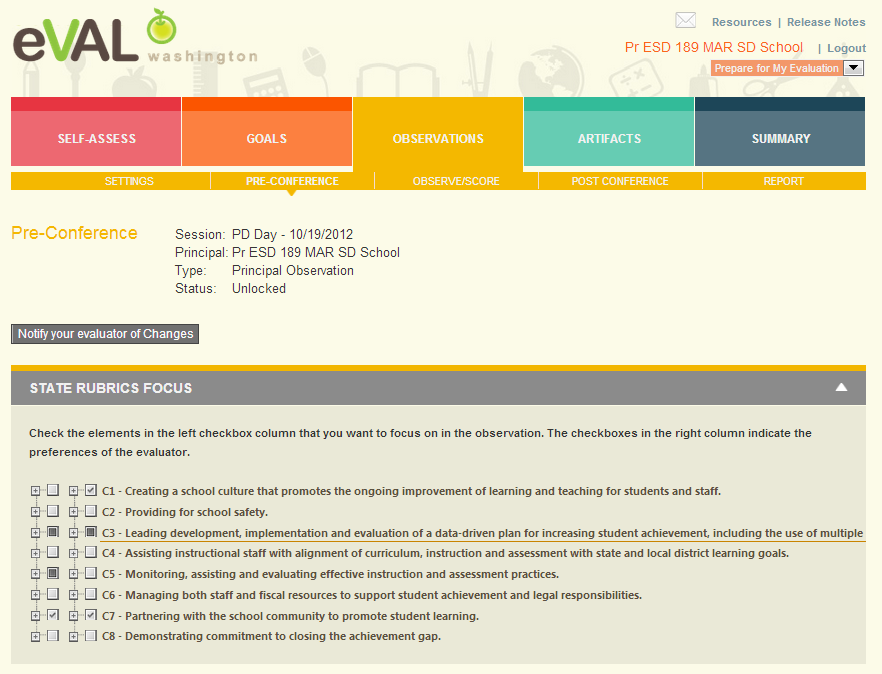 eVAL
washington
Resources | Release Notes
Pr ESD 189 MAR SD School | Logout
Prepare for My Evaluation
SELF-ASSESS GOALS OBSERVATIONS ARTIFACTS SUMMARY
SETTINGS PRE-CONFERENCE OBSERVE/SCORE POST CONFERENCE REPORT
Pre-Conference
Session: PD Day - 10/19/2012
Principal: Pr ESD 189 MAR SD School
Type: Principal Observation
Status: Unlocked
Notify your evaluator of Changes
STATE RUBRICS FOCUS
Check the elements in the left checkbox column that you want to focus on in the observation. The checkboxes in the right column indicate the
preferences of the evaluator.
C1 - Creating a school culture that promotes the ongoing improvement of learning and teaching for students and staff.
C2 - Providing for school safety.
C3 - Leading development, implementation and evaluation of a data-driven plan for increasing student achievement, including the use of multiple
C4 - Assisting instructional staff with alignment of curriculum, instruction and assessment with state and local district learning goals.
C5 - Monitoring, assisting and evaluating effective instruction and assessment practices.
C6 - Managing both staff and fiscal resources to support student achievement and legal responsibilities.
C7 - Partnering with the school community to promote student learning.
C8 - Demonstrating commitment to closing the achievement gap.